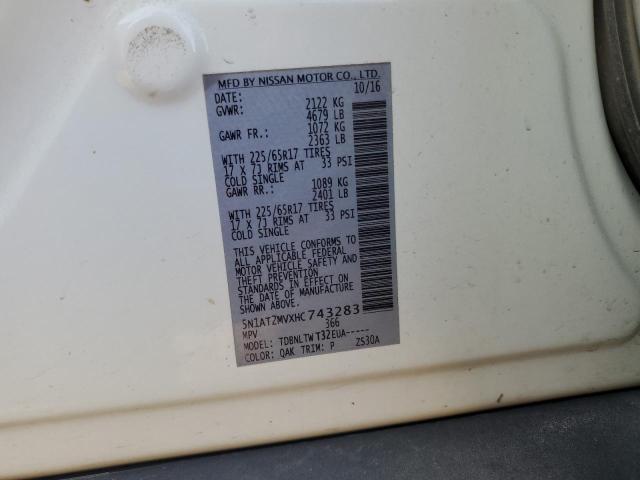 MFD BY NISSAN MOTOR CO., LTD.
DATE: 10/16
GVWR: 2122 KG
4679 LB
GAWR FR.: 1072 KG
2363 LB
WITH 225/65R17 TIRES
17 X 7J RIMS AT 33 PSI
COLD SINGLE
GAWR RR.: 1089 KG
2401 LB
WITH 225/65R17 TIRES
17 X 7J RIMS AT 33 PSI
COLD SINGLE
THIS VEHICLE CONFORMS TO
ALL APPLICABLE FEDERAL
MOTOR VEHICLE SAFETY AND
THEFT PREVENTION
STANDARDS IN EFFECT ON
THE DATE OF MANUFACTURE
SHOWN ABOVE.
5N1AT2MVXHC743283
MPV 366
MODEL: TDBNLTWT32EUA-----
COLOR: QAK TRIM: P ZS30A